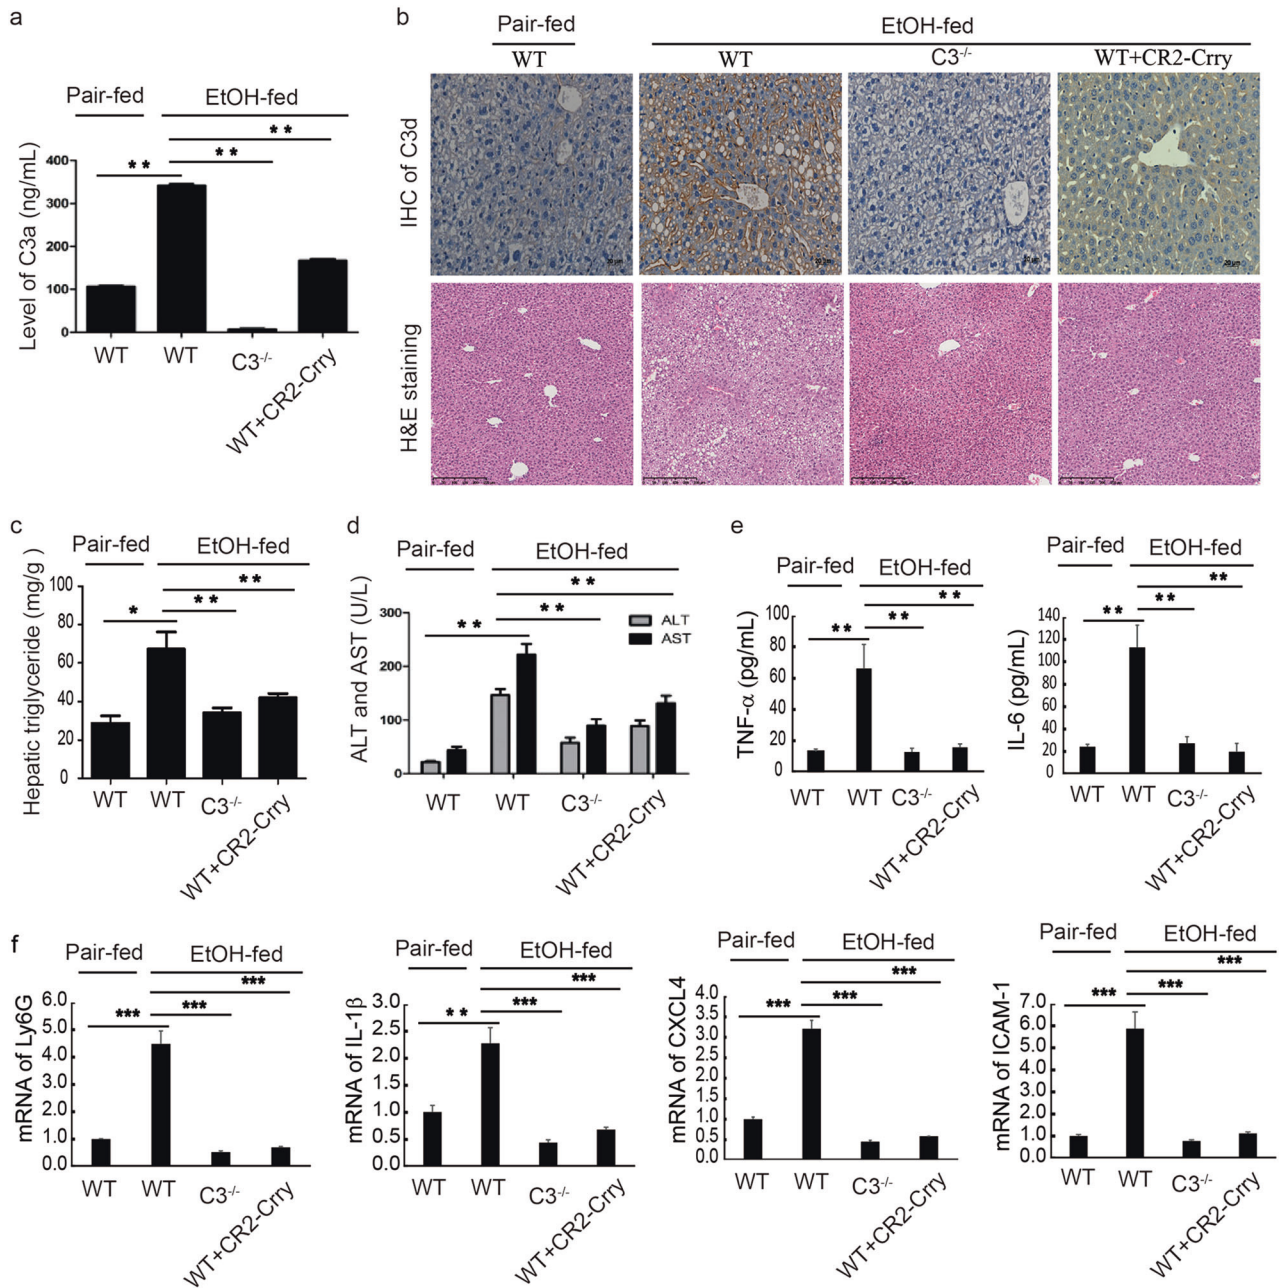 a
Pair-fed
EtOH-fed
**
**
**
Level of C3a (ng/mL)
400
300
200
100
0
WT
WT
C3-/-
WT+CR2-Crry
b
Pair-fed
EtOH-fed
WT
WT
C3-/-
WT+CR2-Crry
IHC of C3d
H&E staining
c
Pair-fed
EtOH-fed
**
**
*
Hepatic triglyceride (mg/g )
100
80
60
40
20
0
WT
WT
C3-/-
WT+CR2-Crry
d
Pair-fed
EtOH-fed
**
**
**
ALT
AST
ALT and AST (U/L)
300
200
100
0
WT
WT
C3-/-
WT+CR2-Crry
e
Pair-fed
EtOH-fed
**
**
**
TNF-α (pg/mL)
100
80
60
40
20
0
WT
WT
C3-/-
WT+CR2-Crry
Pair-fed
EtOH-fed
**
**
**
IL-6 (pg/mL)
140
120
100
80
60
40
20
0
WT
WT
C3-/-
WT+CR2-Crry
f
Pair-fed
EtOH-fed
***
***
***
mRNA of Ly6G
6.0
5.0
4.0
3.0
2.0
1.0
0.0
WT
WT
C3-/-
WT+CR2-Crry
Pair-fed
EtOH-fed
***
***
**
mRNA of IL-1β
3.0
2.5
2.0
1.5
1.0
0.5
0.0
WT
WT
C3-/-
WT+CR2-Crry
Pair-fed
EtOH-fed
***
***
***
mRNA of CXCL4
4.0
3.5
3.0
2.5
2.0
1.5
1.0
0.5
0.0
WT
WT
C3-/-
WT+CR2-Crry
Pair-fed
EtOH-fed
***
***
***
mRNA of ICAM-1
7.0
6.0
5.0
4.0
3.0
2.0
1.0
0.0
WT
WT
C3-/-
WT+CR2-Crry